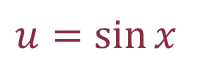 u = sin x